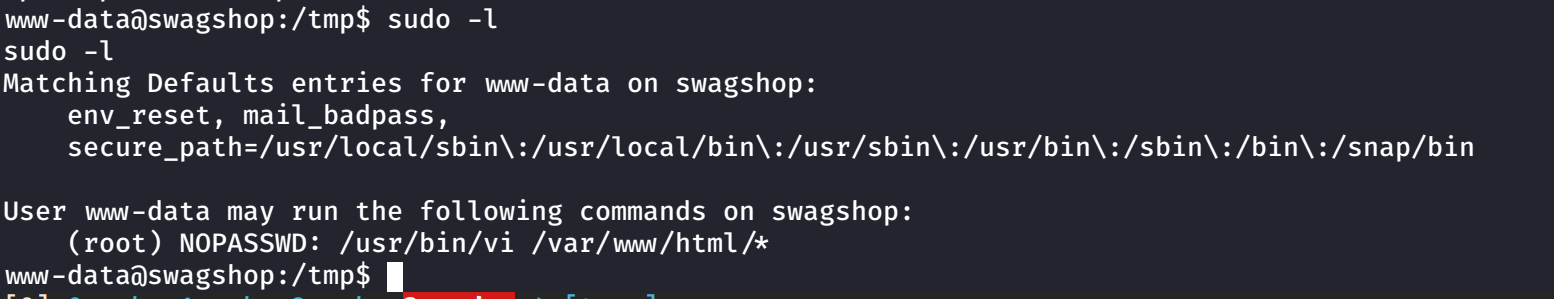 www-data@swagshop:/tmp$ sudo -l
sudo -l
Matching Defaults entries for www-data on swagshop:
    env_reset, mail_badpass,
    secure_path=/usr/local/sbin\:/usr/local/bin\:/usr/sbin\:/usr/bin\:/sbin\:/bin\:/snap/bin

User www-data may run the following commands on swagshop:
    (root) NOPASSWD: /usr/bin/vi /var/www/html/*
www-data@swagshop:/tmp$